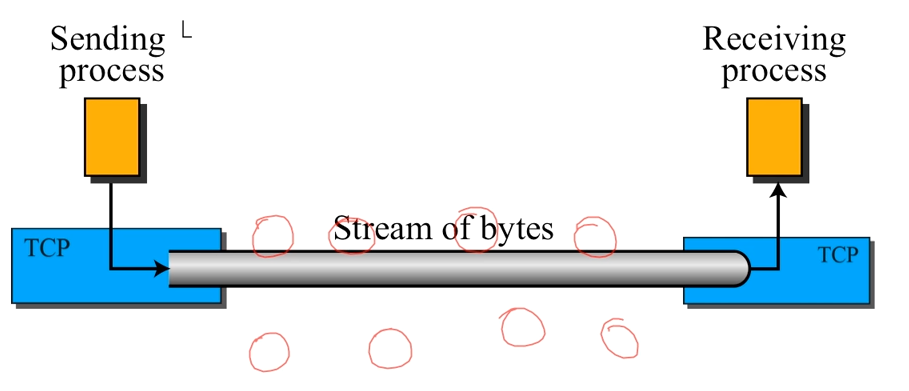 Sending
process
Receiving
process
Stream of bytes
TCP
TCP